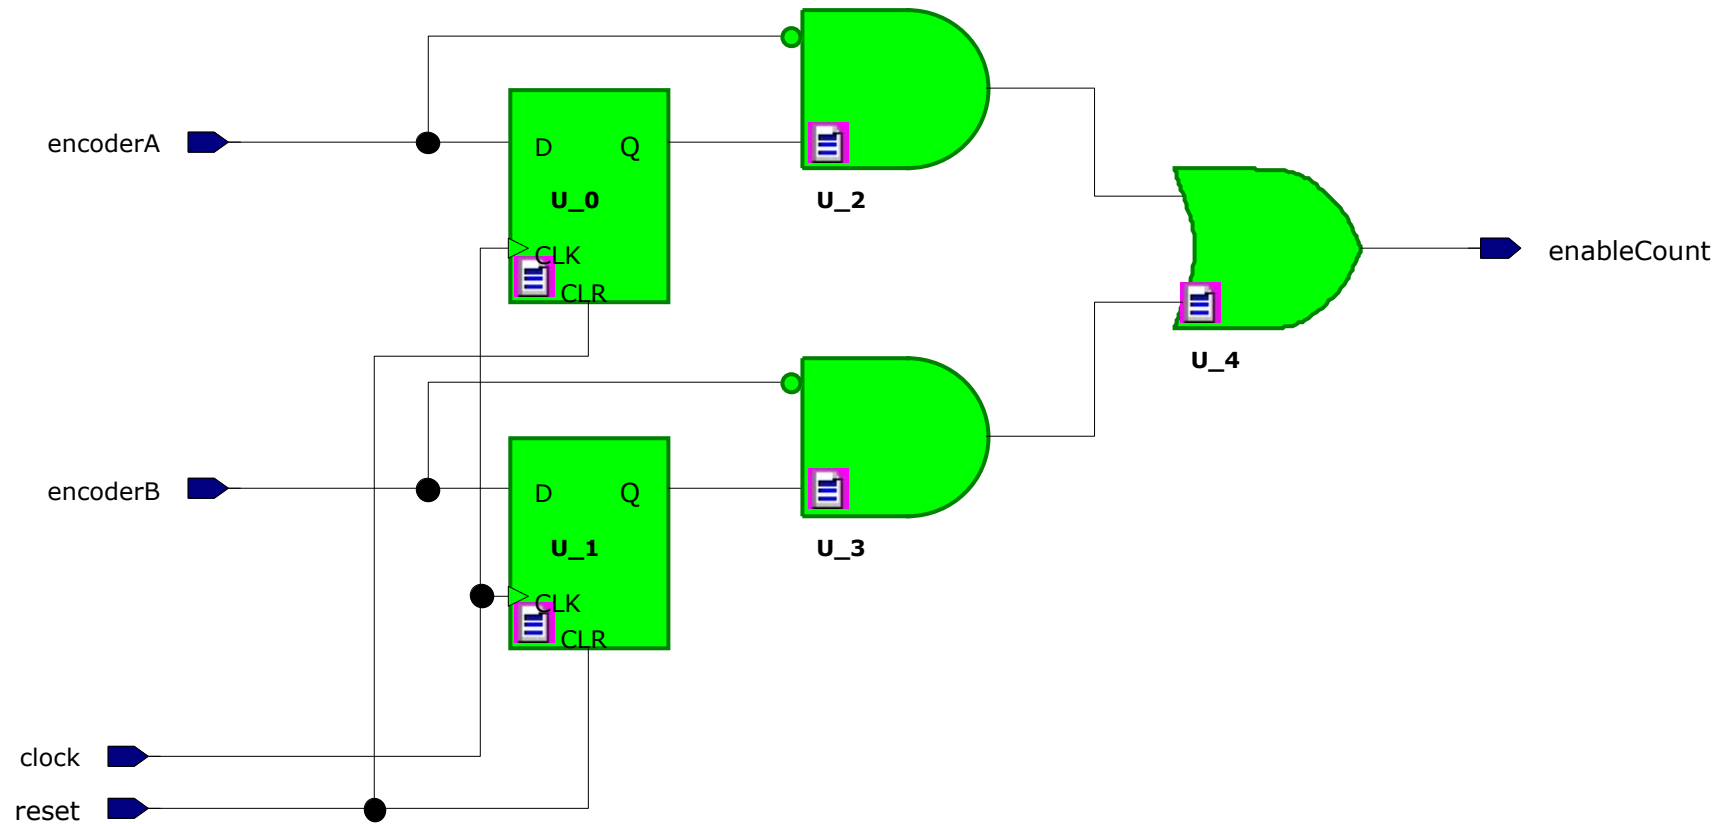 encoderA
D Q
U_0
CLK
CLR
U_2
enableCount
U_4
encoderB
D Q
U_1
CLK
CLR
U_3
clock
reset